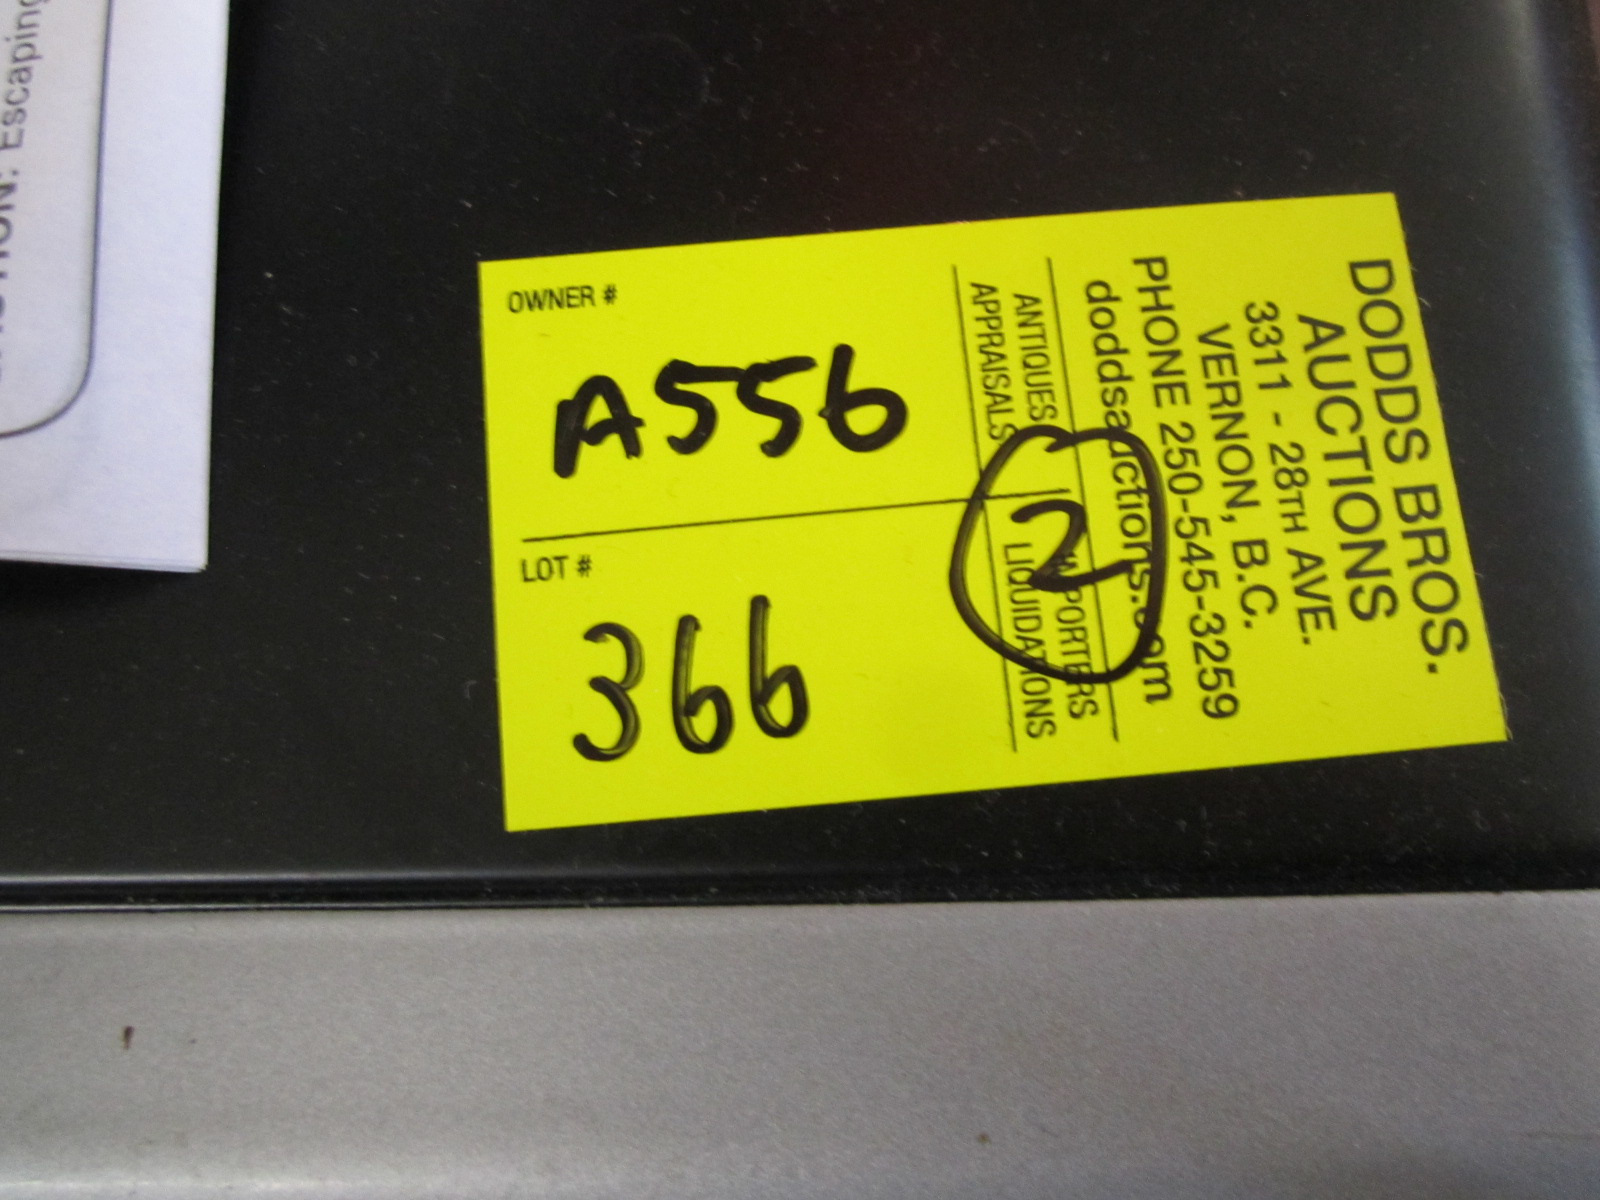 OWNER #
A556
LOT #
366
2
DODDS BROS.
AUCTIONS
3311 - 28TH AVE.
VERNON, B.C.
PHONE 250-545-3259
doddsauctions.com
ANTIQUES IMPORTERS
APPRAISALS LIQUIDATIONS
Escaping